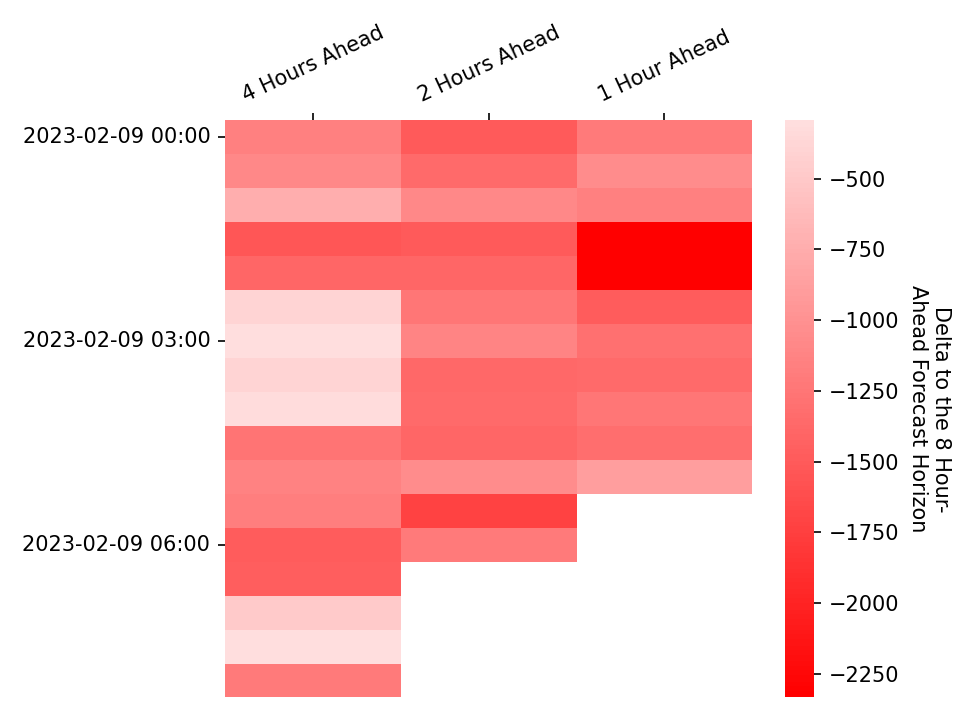 4 Hours Ahead
2 Hours Ahead
1 Hour Ahead
2023-02-09 00:00
2023-02-09 03:00
2023-02-09 06:00
−500
−750
−1000
−1250
−1500
−1750
−2000
−2250
Delta to the 8 Hour-
Ahead Forecast Horizon